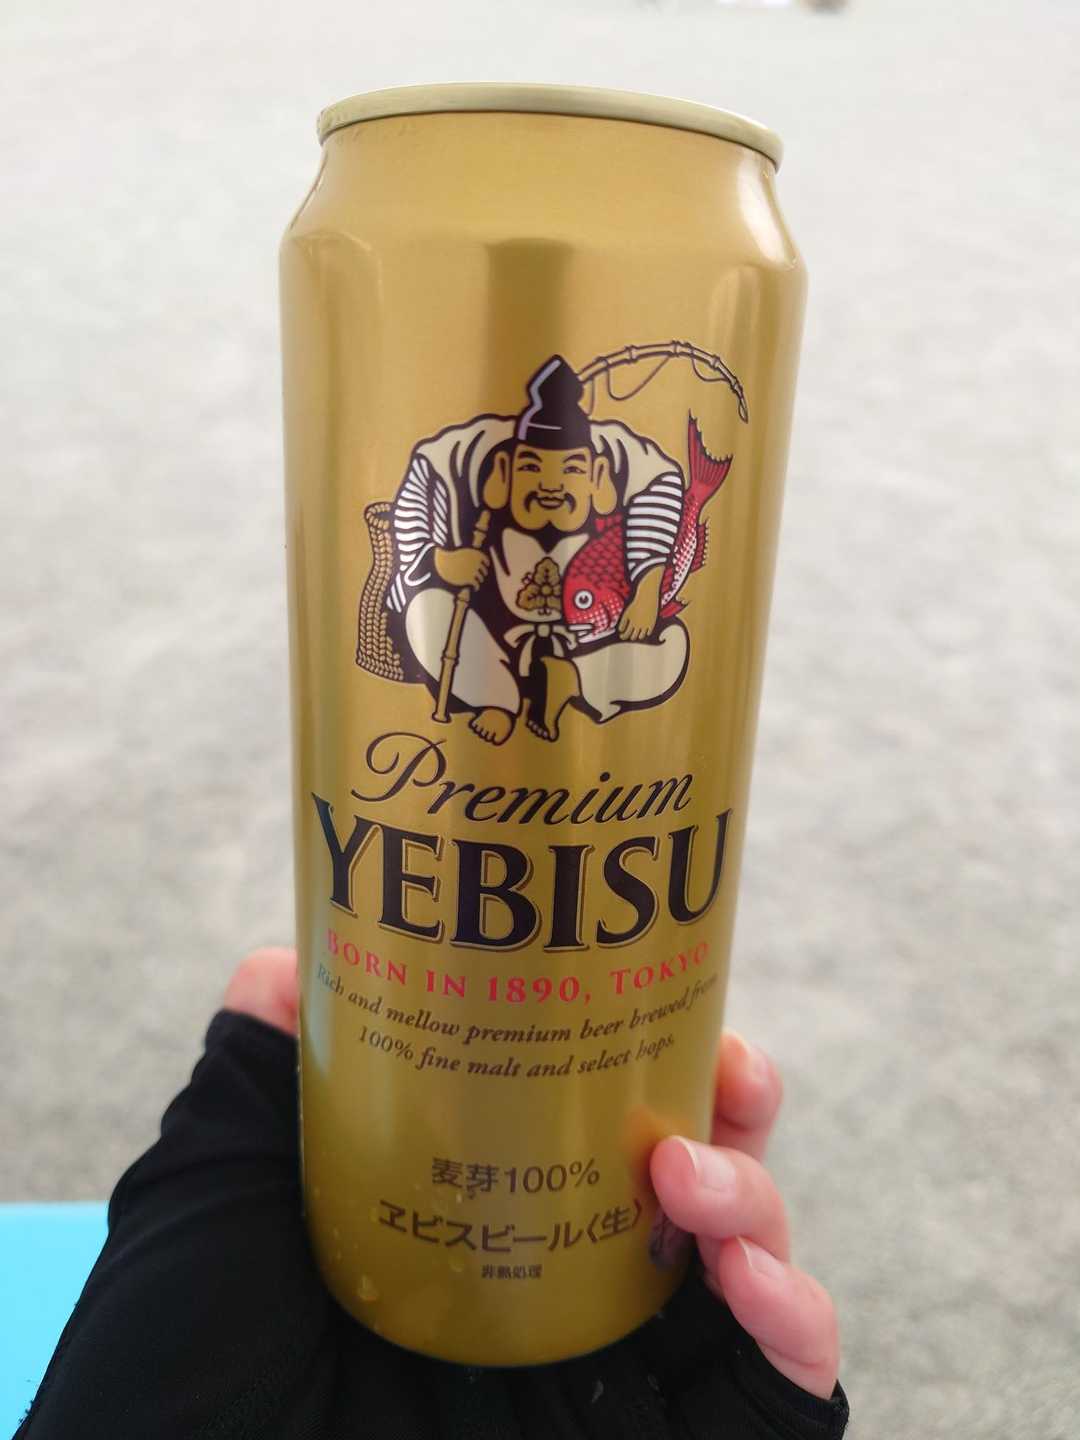 Premium
YEBISU
BORN IN 1890, TOKYO
Rich and mellow premium beer brewed from
100% fine malt and select hops.
麦芽100%
ヱビスビール〈生〉
非熱処理